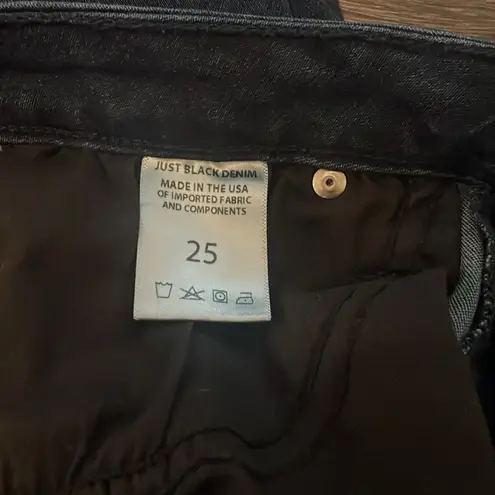 JUST BLACK DENIM
MADE IN THE USA
OF IMPORTED FABRIC
AND COMPONENTS
25